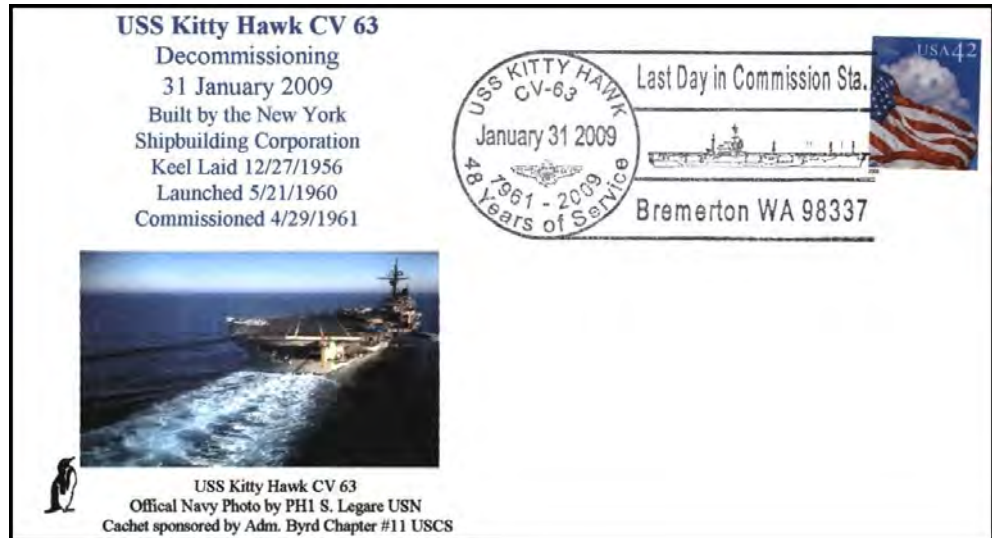 USS Kitty Hawk CV 63
Decommissioning
31 January 2009
Built by the New York
Shipbuilding Corporation
Keel Laid 12/27/1956
Launched 5/21/1960
Commissioned 4/29/1961
USS KITTY HAWK
CV-63
January 31 2009
1961 - 2009
48 Years of Service
Last Day in Commission Sta.
Bremerton WA 98337
USA 42
USS Kitty Hawk CV 63
Offical Navy Photo by PH1 S. Legare USN
Cachet sponsored by Adm. Byrd Chapter #11 USCS